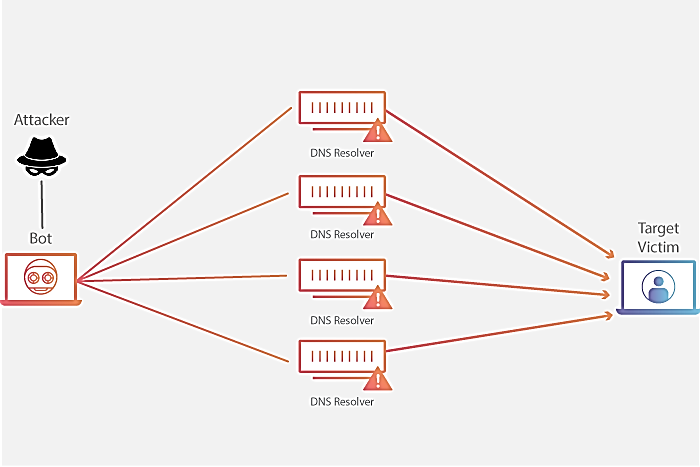 Attacker
Bot
DNS Resolver
DNS Resolver
DNS Resolver
DNS Resolver
Target
Victim